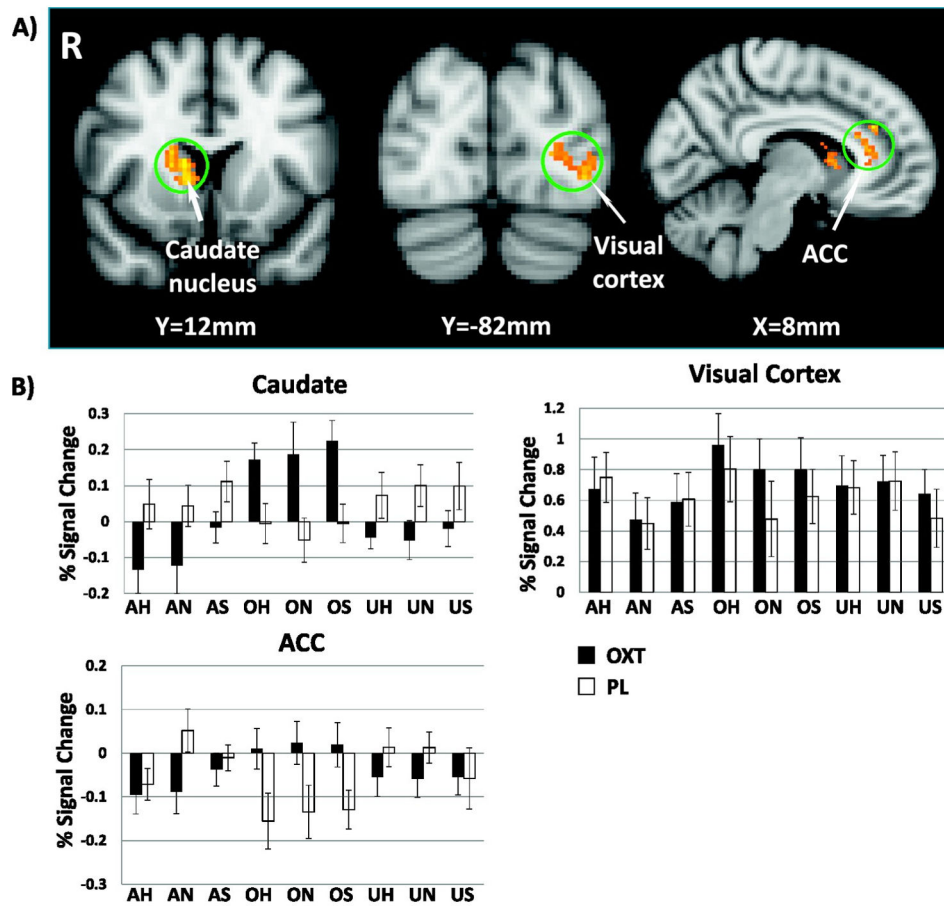 A)
R
Caudate
nucleus
Visual
cortex
ACC
Y=12mm
Y=-82mm
X=8mm
B)
Caudate
% Signal Change
0.3
0.2
0.1
0
-0.1
-0.2
AH AN AS OH ON OS UH UN US
Visual Cortex
% Signal Change
1.2
1
0.8
0.6
0.4
0.2
0
AH AN AS OH ON OS UH UN US
OXT
PL
ACC
% Signal Change
0.2
0.1
0
-0.1
-0.2
-0.3
AH AN AS OH ON OS UH UN US